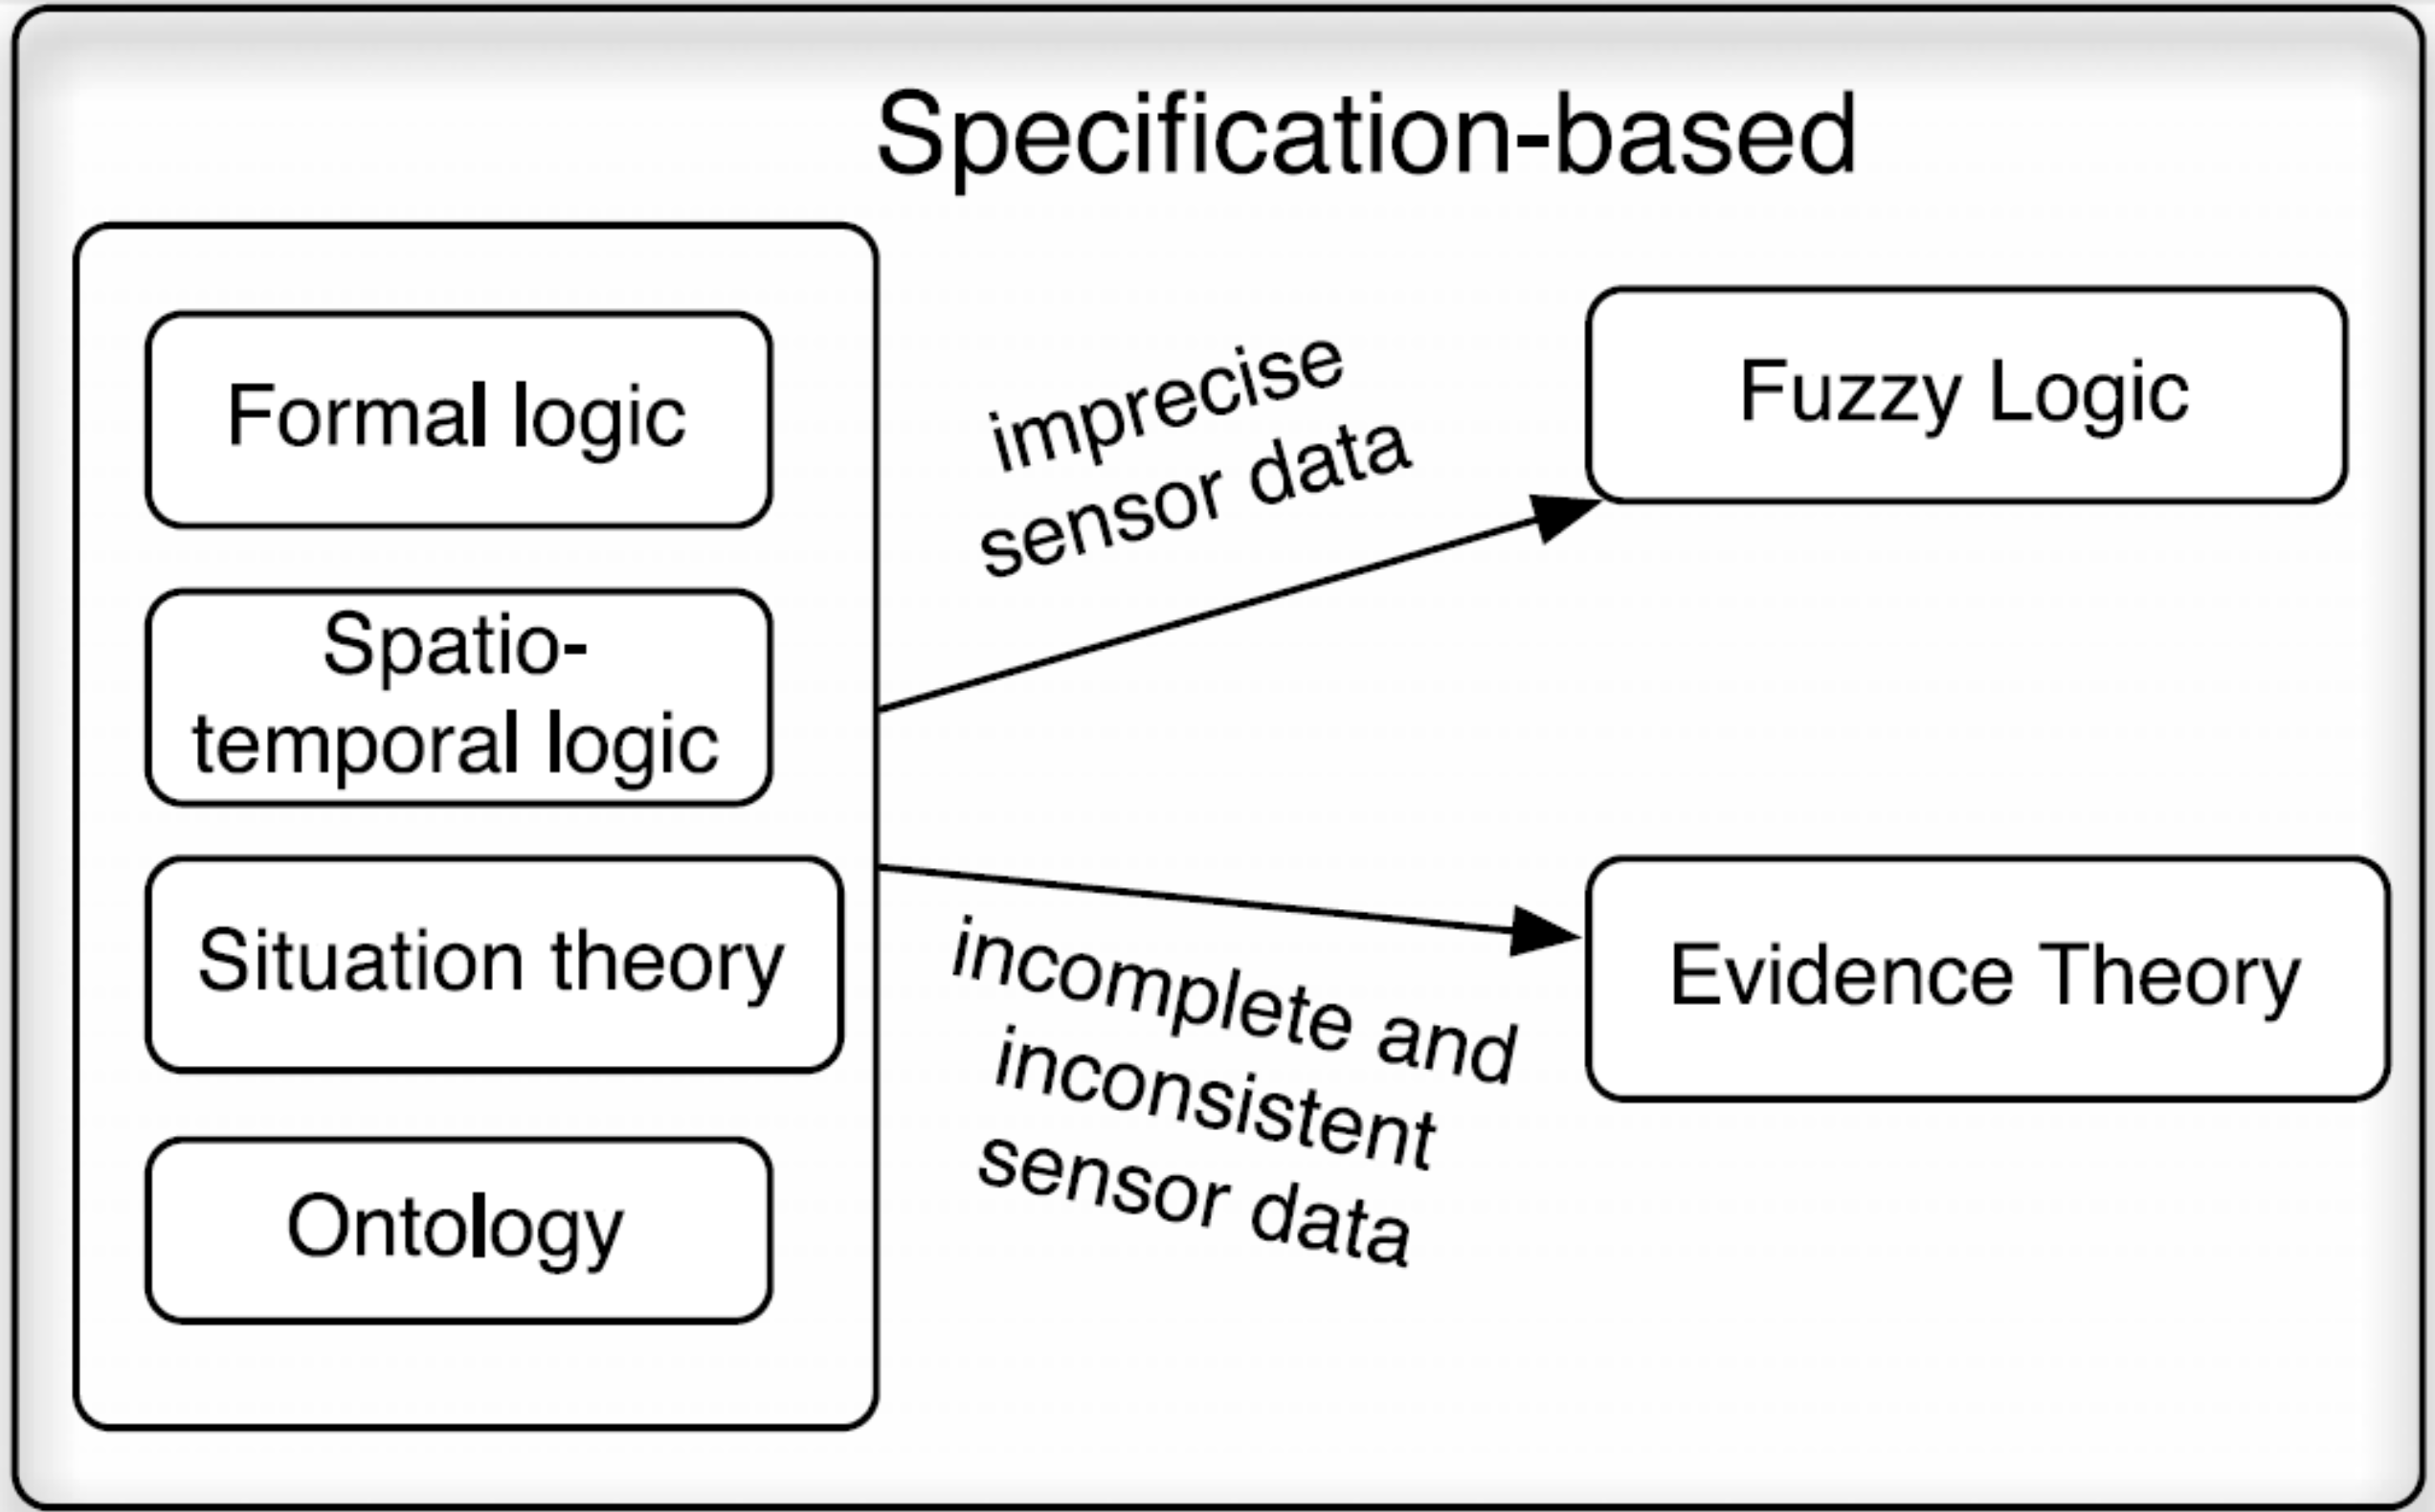 Specification-based
Formal logic
Spatio-
temporal logic
Situation theory
Ontology
imprecise
sensor data
incomplete and
inconsistent
sensor data
Fuzzy Logic
Evidence Theory